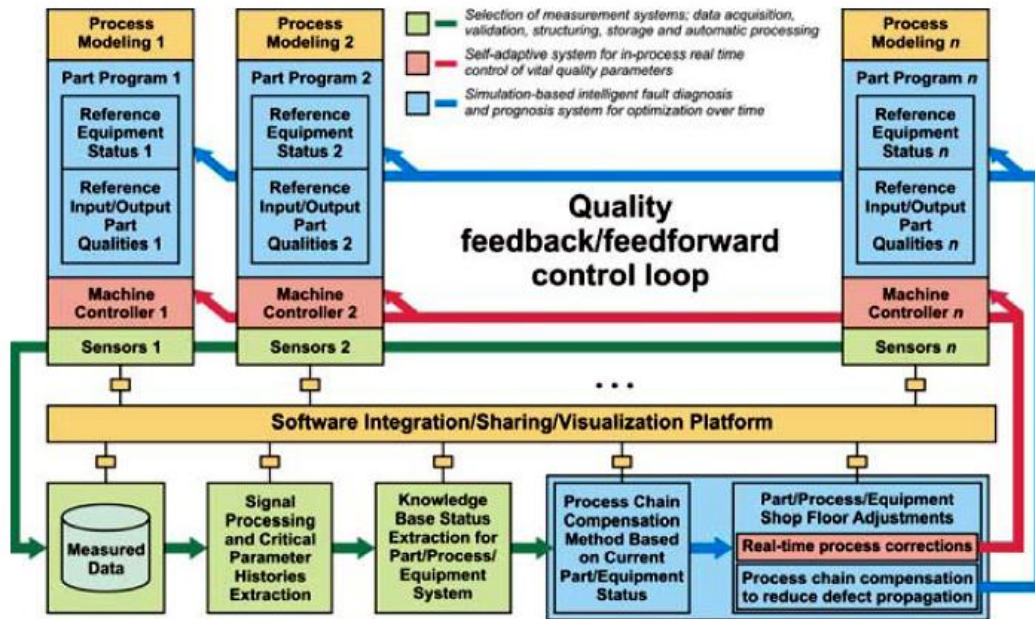 Process
Modeling 1
Part Program 1
Reference
Equipment
Status 1
Reference
Input/Output
Part
Qualities 1
Machine
Controller 1
Sensors 1
Process
Modeling 2
Part Program 2
Reference
Equipment
Status 2
Reference
Input/Output
Part
Qualities 2
Machine
Controller 2
Sensors 2
Selection of measurement systems; data acquisition,
validation, structuring, storage and automatic processing
Self-adaptive system for in-process real time
control of vital quality parameters
Simulation-based intelligent fault diagnosis
and prognosis system for optimization over time
Quality
feedback/feedforward
control loop
Process
Modeling n
Part Program n
Reference
Equipment
Status n
Reference
Input/Output
Part
Qualities n
Machine
Controller n
Sensors n
...
Software Integration/Sharing/Visualization Platform
Measured
Data
Signal
Processing
and Critical
Parameter
Histories
Extraction
Knowledge
Base Status
Extraction for
Part/Process/
Equipment
System
Process Chain
Compensation
Method Based
on Current
Part/Equipment
Status
Part/Process/Equipment
Shop Floor Adjustments
Real-time process corrections
Process chain compensation
to reduce defect propagation